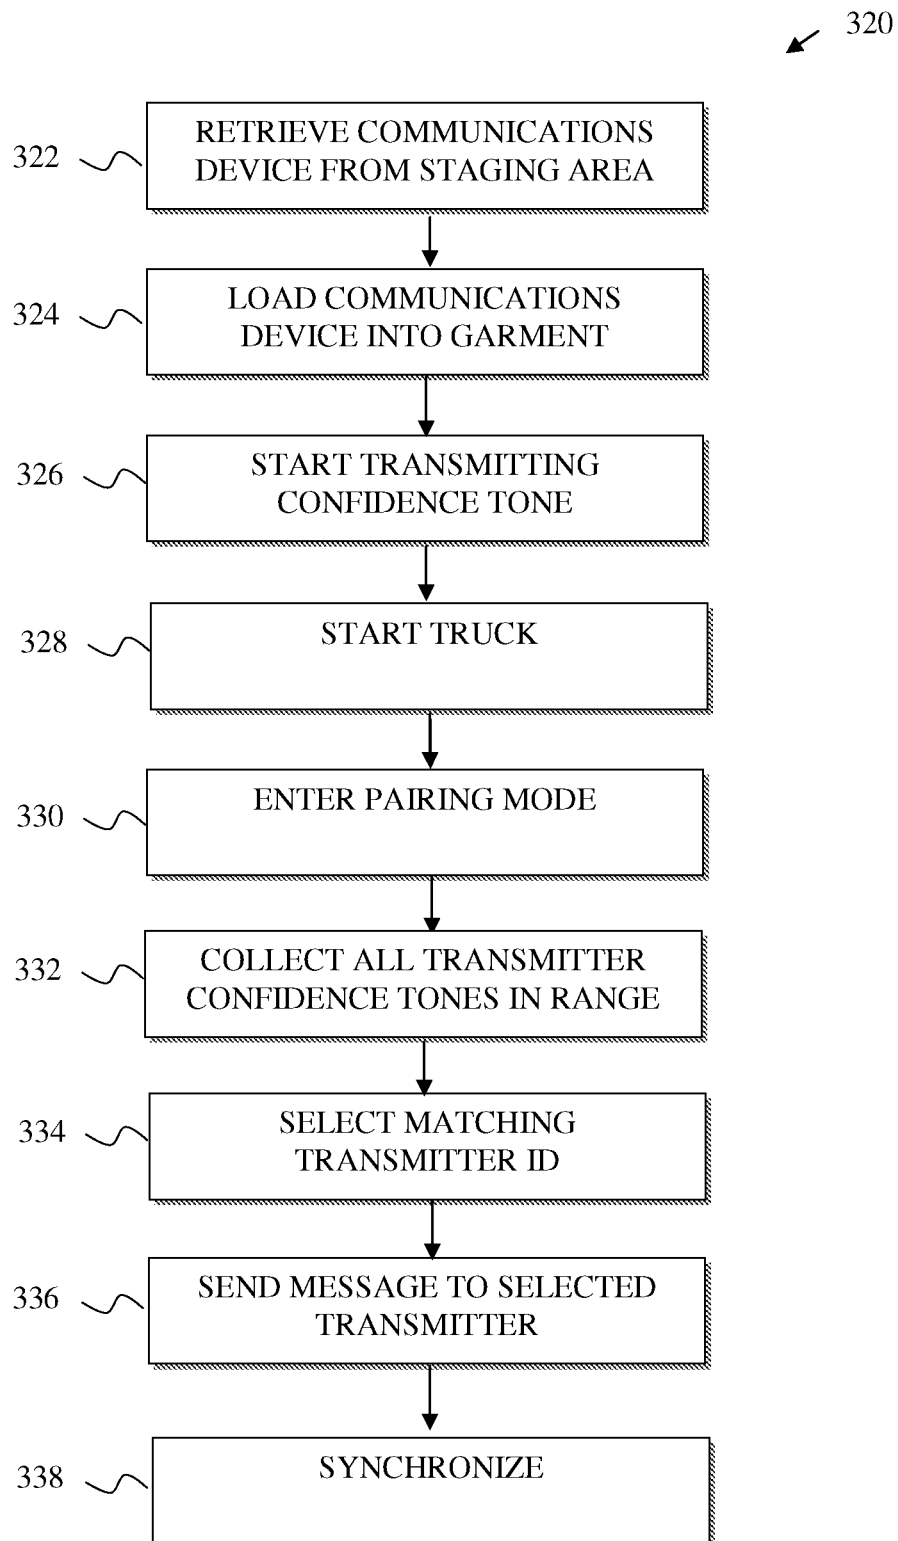 320
322
RETRIEVE COMMUNICATIONS
DEVICE FROM STAGING AREA
324
LOAD COMMUNICATIONS
DEVICE INTO GARMENT
326
START TRANSMITTING
CONFIDENCE TONE
328
START TRUCK
330
ENTER PAIRING MODE
332
COLLECT ALL TRANSMITTER
CONFIDENCE TONES IN RANGE
334
SELECT MATCHING
TRANSMITTER ID
336
SEND MESSAGE TO SELECTED
TRANSMITTER
338
SYNCHRONIZE